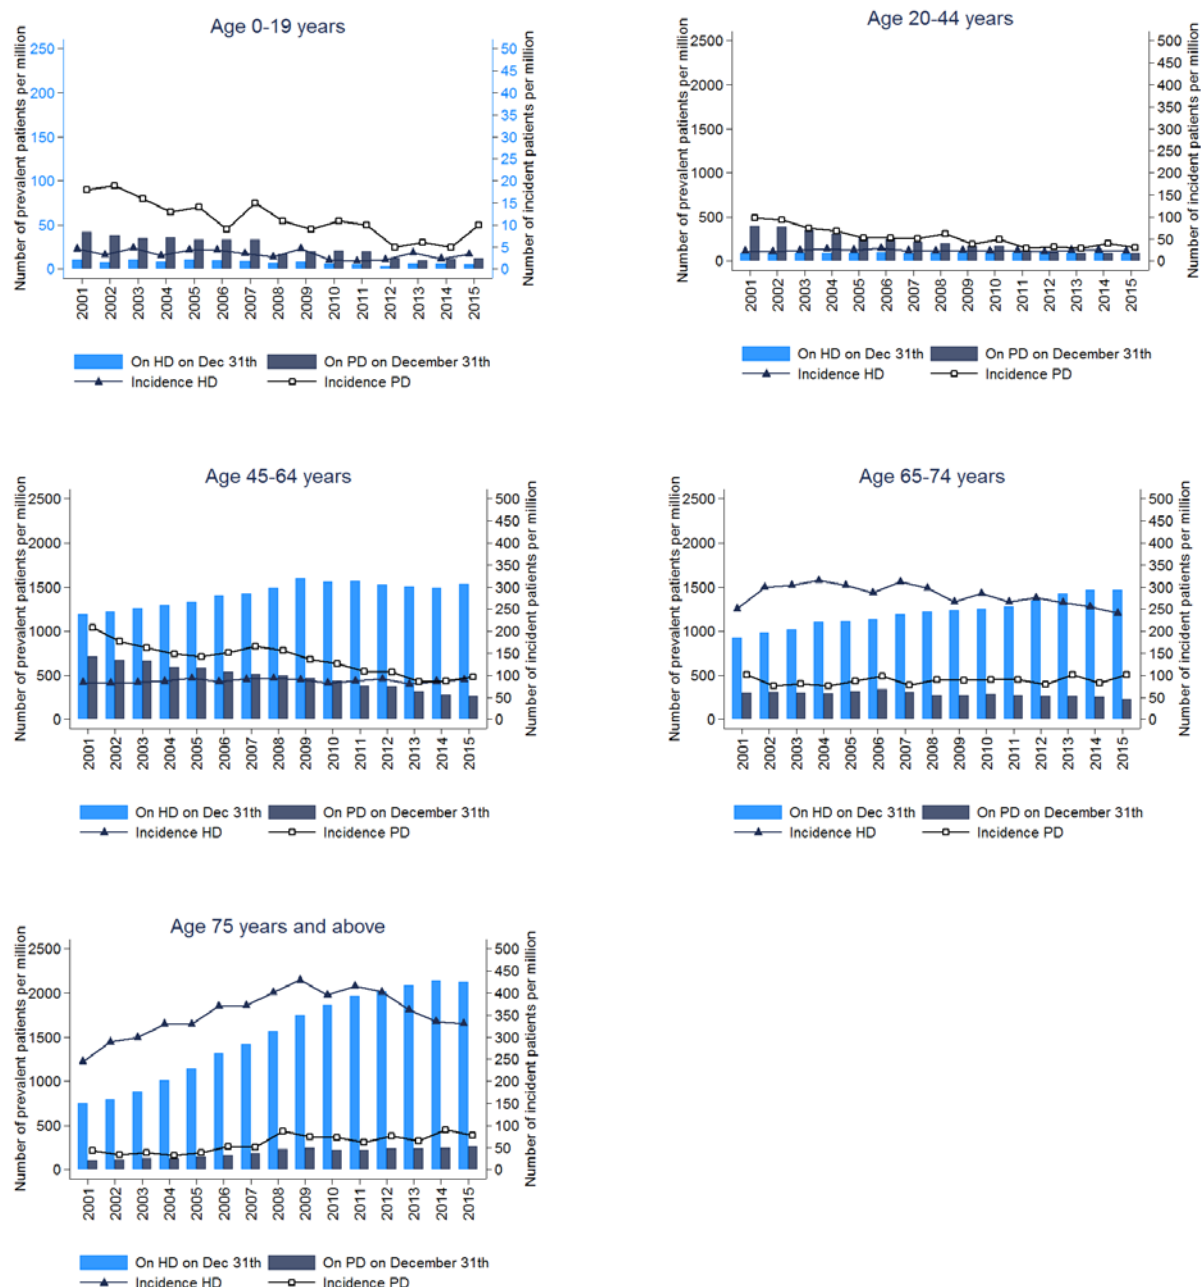 Age 0-19 years
Number of prevalent patients per million
250
200
150
100
50
0
50
45
40
35
30
25
20
15
10
5
0
Number of incident patients per million
2001 2002 2003 2004 2005 2006 2007 2008 2009 2010 2011 2012 2013 2014 2015
On HD on Dec 31th On PD on December 31th
Incidence HD Incidence PD
Age 20-44 years
Number of prevalent patients per million
2500
2000
1500
1000
500
0
500
450
400
350
300
250
200
150
100
50
0
Number of incident patients per million
2001 2002 2003 2004 2005 2006 2007 2008 2009 2010 2011 2012 2013 2014 2015
On HD on Dec 31th On PD on December 31th
Incidence HD Incidence PD
Age 45-64 years
Number of prevalent patients per million
2500
2000
1500
1000
500
0
500
450
400
350
300
250
200
150
100
50
0
Number of incident patients per million
2001 2002 2003 2004 2005 2006 2007 2008 2009 2010 2011 2012 2013 2014 2015
On HD on Dec 31th On PD on December 31th
Incidence HD Incidence PD
Age 65-74 years
Number of prevalent patients per million
2500
2000
1500
1000
500
0
500
450
400
350
300
250
200
150
100
50
0
Number of incident patients per million
2001 2002 2003 2004 2005 2006 2007 2008 2009 2010 2011 2012 2013 2014 2015
On HD on Dec 31th On PD on December 31th
Incidence HD Incidence PD
Age 75 years and above
Number of prevalent patients per million
2500
2000
1500
1000
500
0
500
450
400
350
300
250
200
150
100
50
0
Number of incident patients per million
2001 2002 2003 2004 2005 2006 2007 2008 2009 2010 2011 2012 2013 2014 2015
On HD on Dec 31th On PD on December 31th
Incidence HD Incidence PD